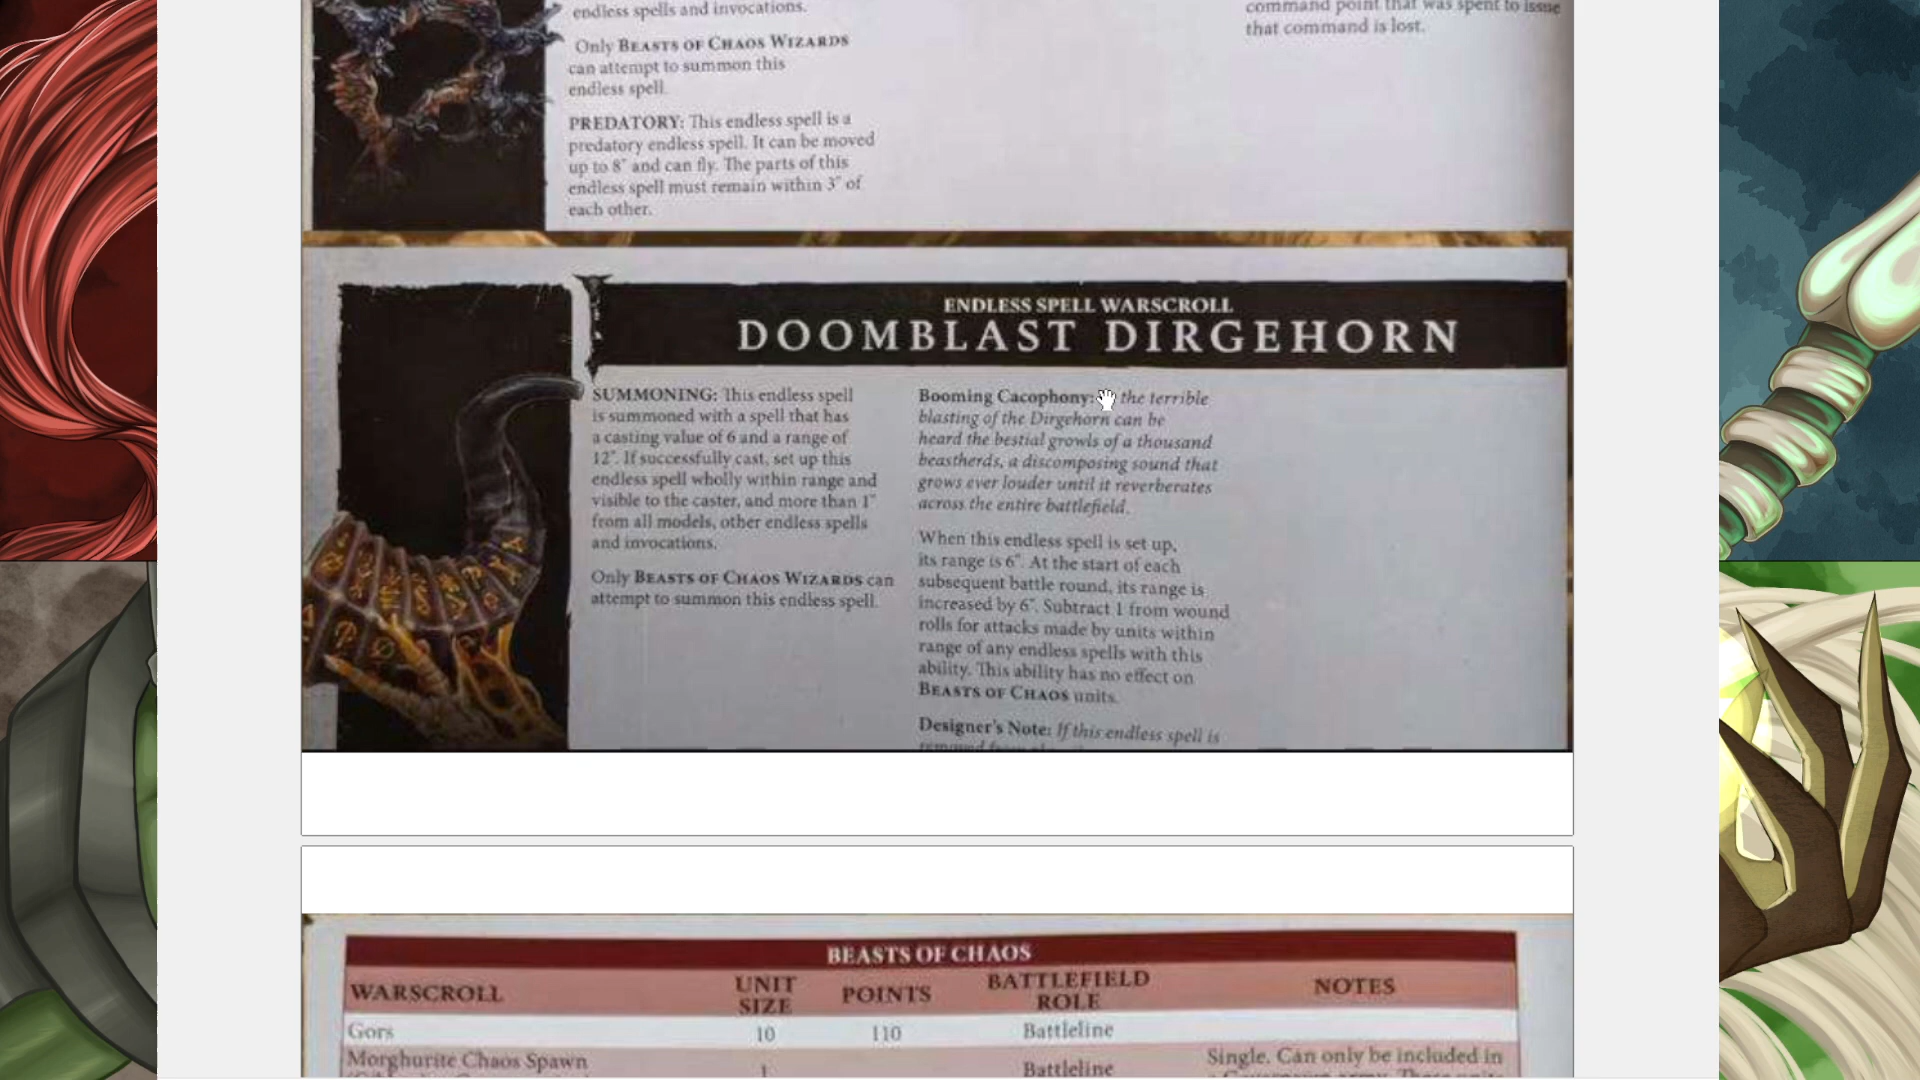 endless spells and invocations.
Only BEASTS OF CHAOS WIZARDS
can attempt to summon this
endless spell.
PREDATORY: This endless spell is a
predatory endless spell. It can be moved
up to 8" and can fly. The parts of this
endless spell must remain within 3" of
each other.
command point that was spent to issue
that command is lost.
ENDLESS SPELL WARSCROLL
DOOMBLAST DIRGEHORN
SUMMONING: This endless spell
is summoned with a spell that has
a casting value of 6 and a range of
12". If successfully cast, set up this
endless spell wholly within range and
visible to the caster, and more than 1"
from all models, other endless spells
and invocations.
Only BEASTS OF CHAOS WIZARDS can
attempt to summon this endless spell.
Booming Cacophony: the terrible
blasting of the Dirgehorn can be
heard the bestial growls of a thousand
beastherds, a discomposing sound that
grows ever louder until it reverberates
across the entire battlefield.
When this endless spell is set up,
its range is 6". At the start of each
subsequent battle round, its range is
increased by 6". Subtract 1 from wound
rolls for attacks made by units within
range of any endless spells with this
ability. This ability has no effect on
BEASTS OF CHAOS units.
Designer's Note: If this endless spell is
BEASTS OF CHAOS
WARSCROLL UNIT SIZE POINTS BATTLEFIELD ROLE NOTES
Gors 10 110 Battleline
Morghurite Chaos Spawn 1 Battleline Single. Can only be included in